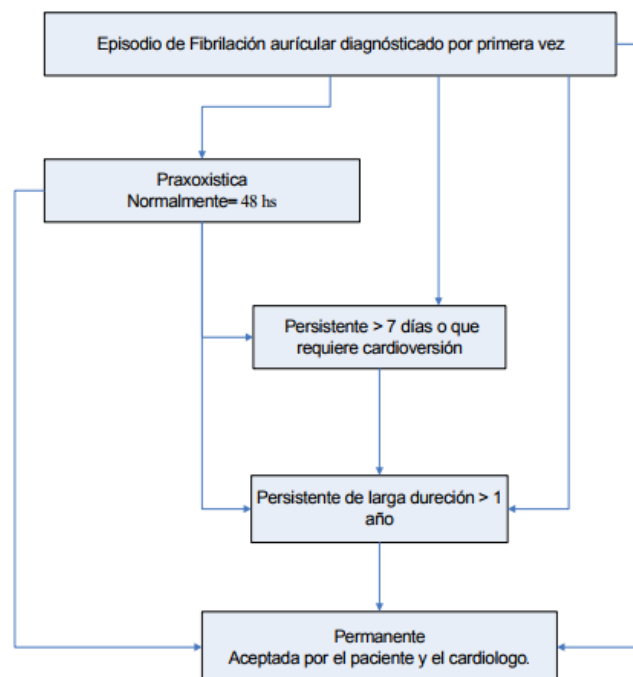 Episodio de Fibrilación aurícular diagnósticado por primera vez
Praxoxistica
Normalmente= 48 hs
Persistente > 7 días o que
requiere cardioversión
Persistente de larga dureción > 1
año
Permanente
Aceptada por el paciente y el cardiologo.